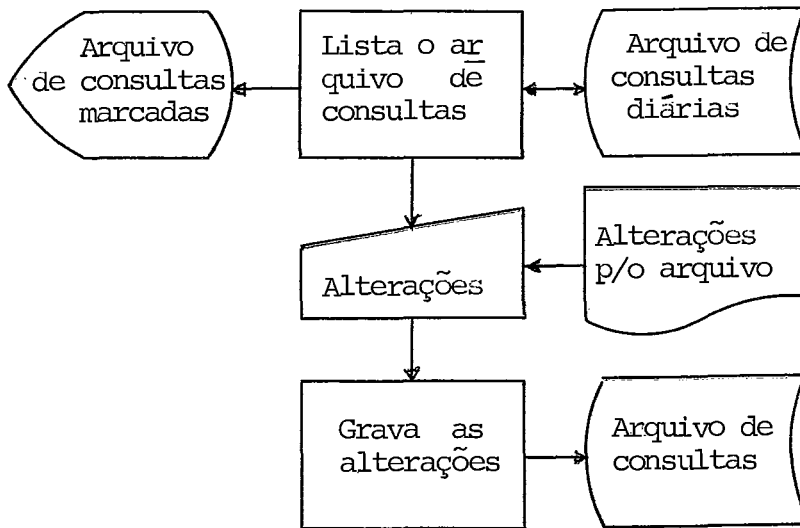 Arquivo
de consultas
marcadas
Lista o ar
quivo de
consultas
Arquivo de
consultas
diárias
Alterações
Alterações
p/o arquivo
Grava as
alterações
Arquivo de
consultas